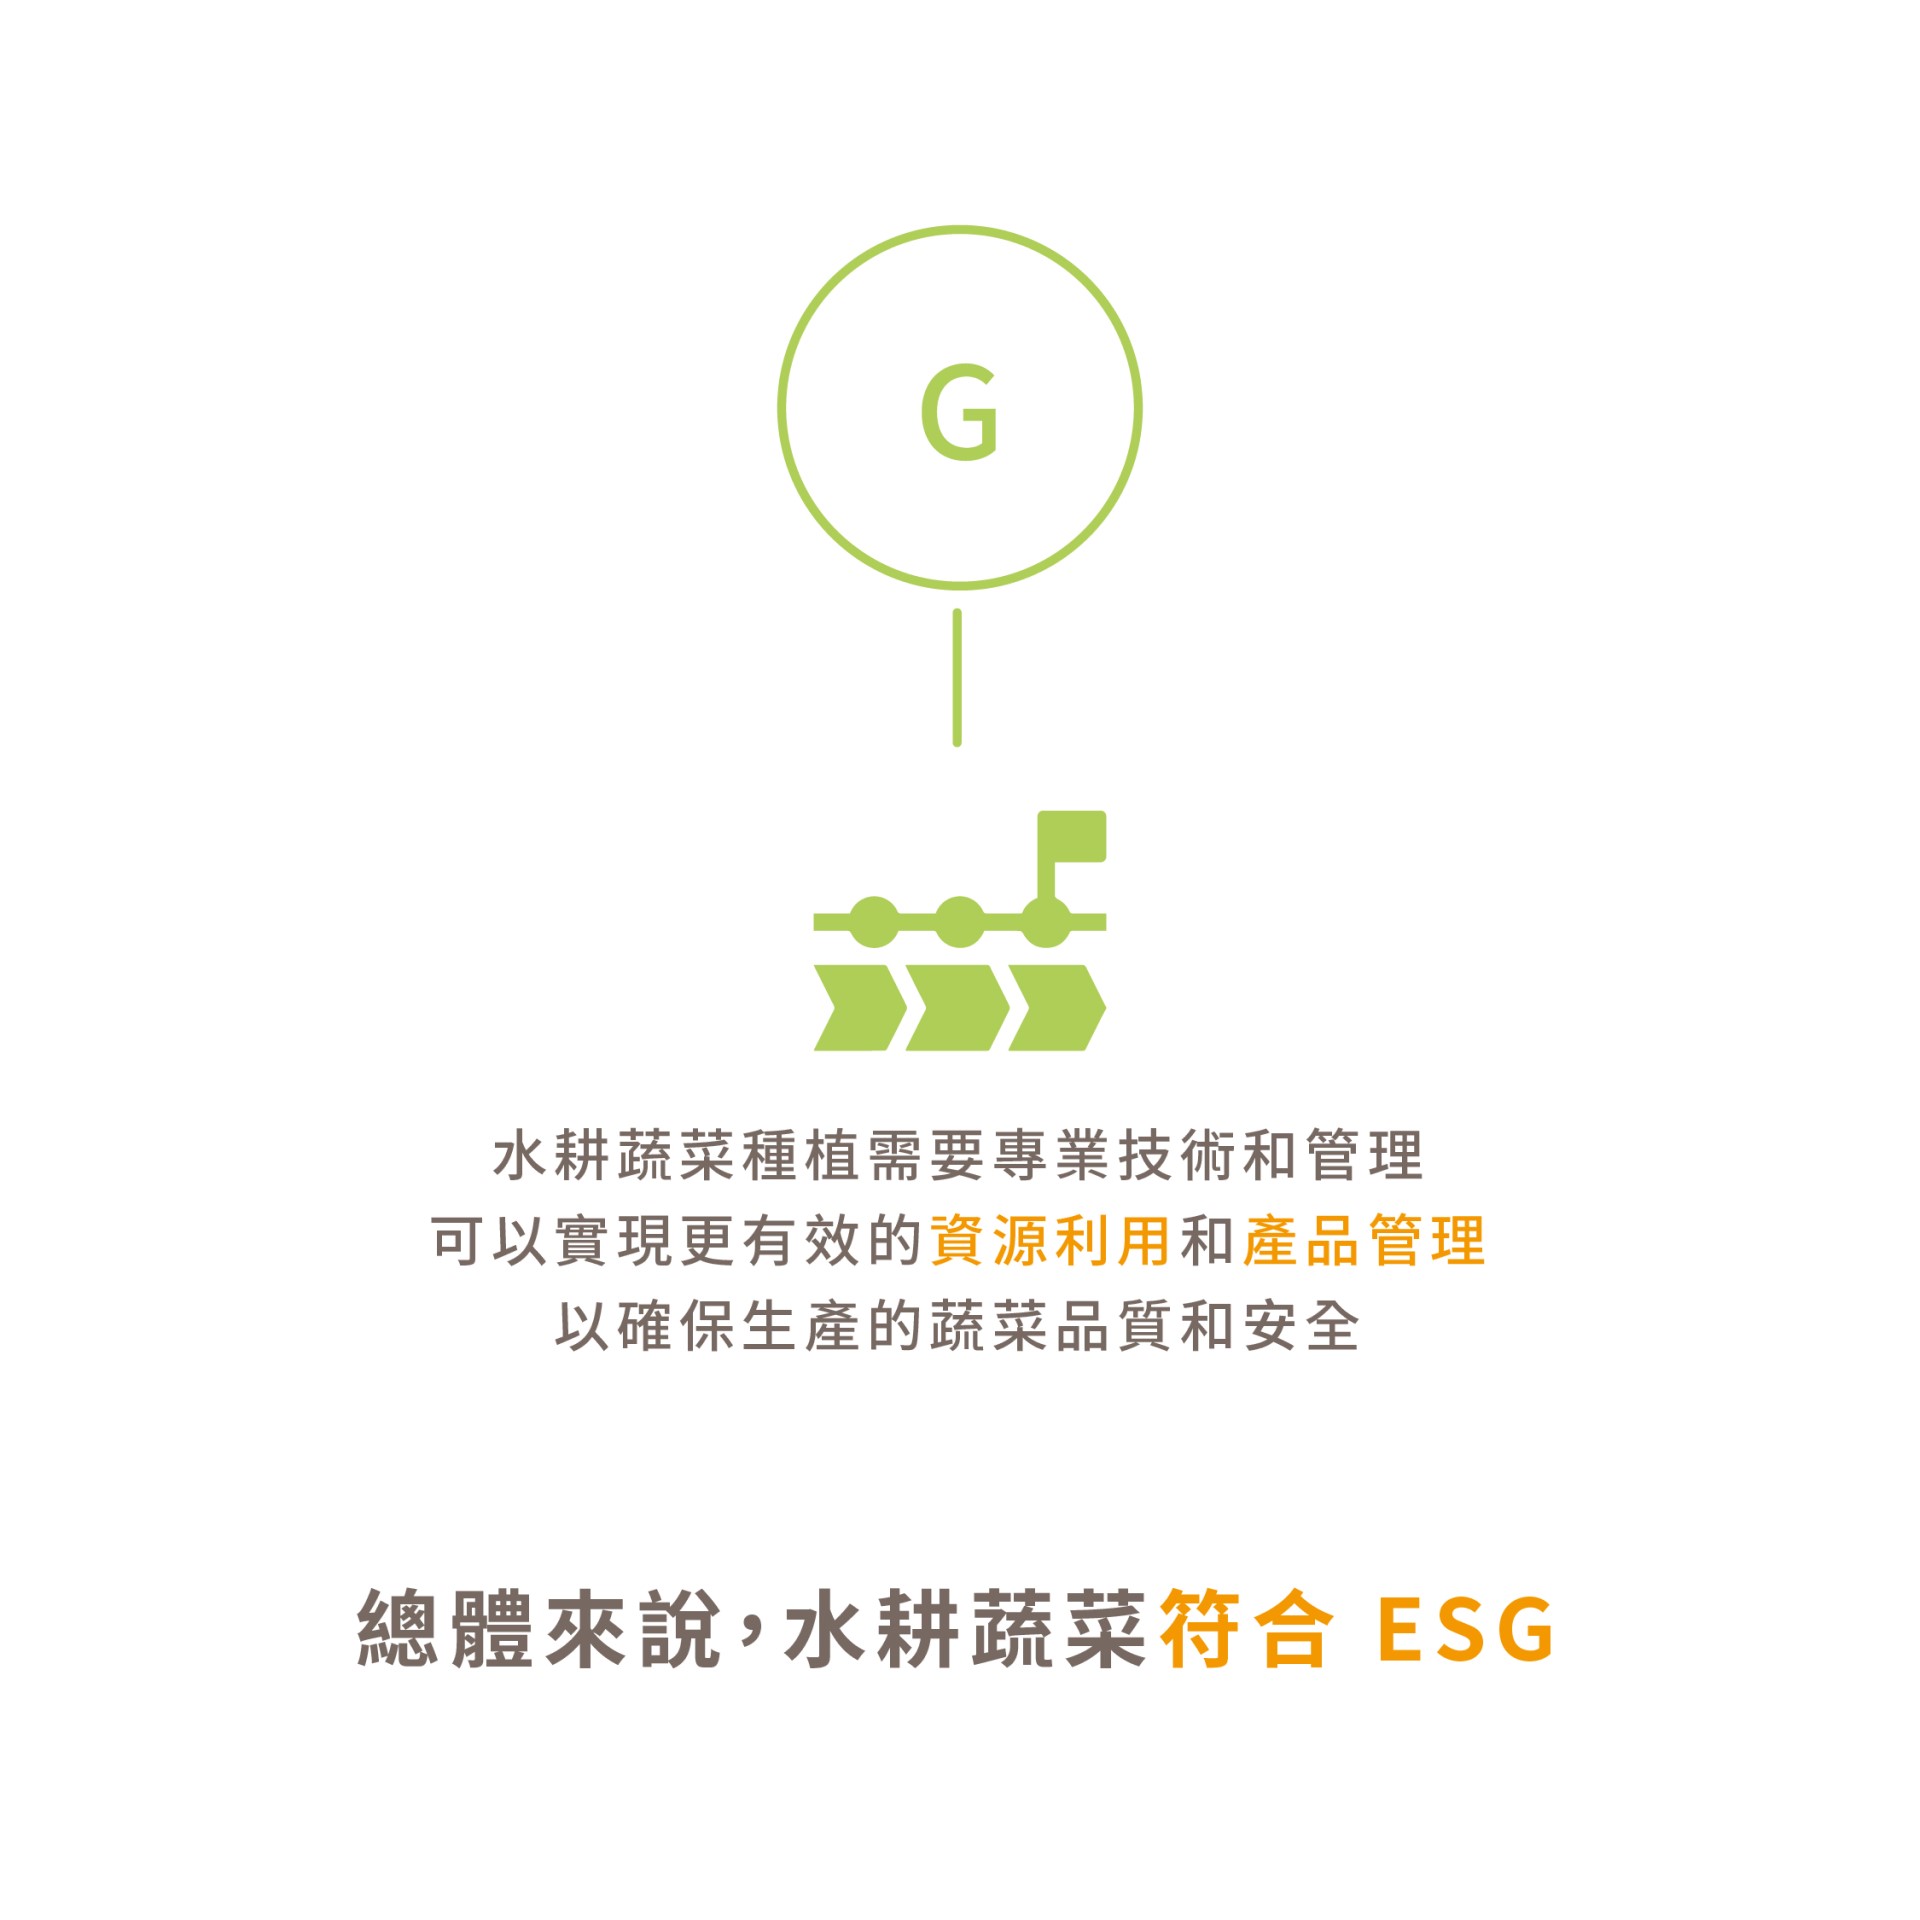 G
水耕蔬菜種植需要專業技術和管理
可以實現更有效的資源利用和產品管理
以確保生產的蔬菜品質和安全
總體來說，水耕蔬菜符合 ESG